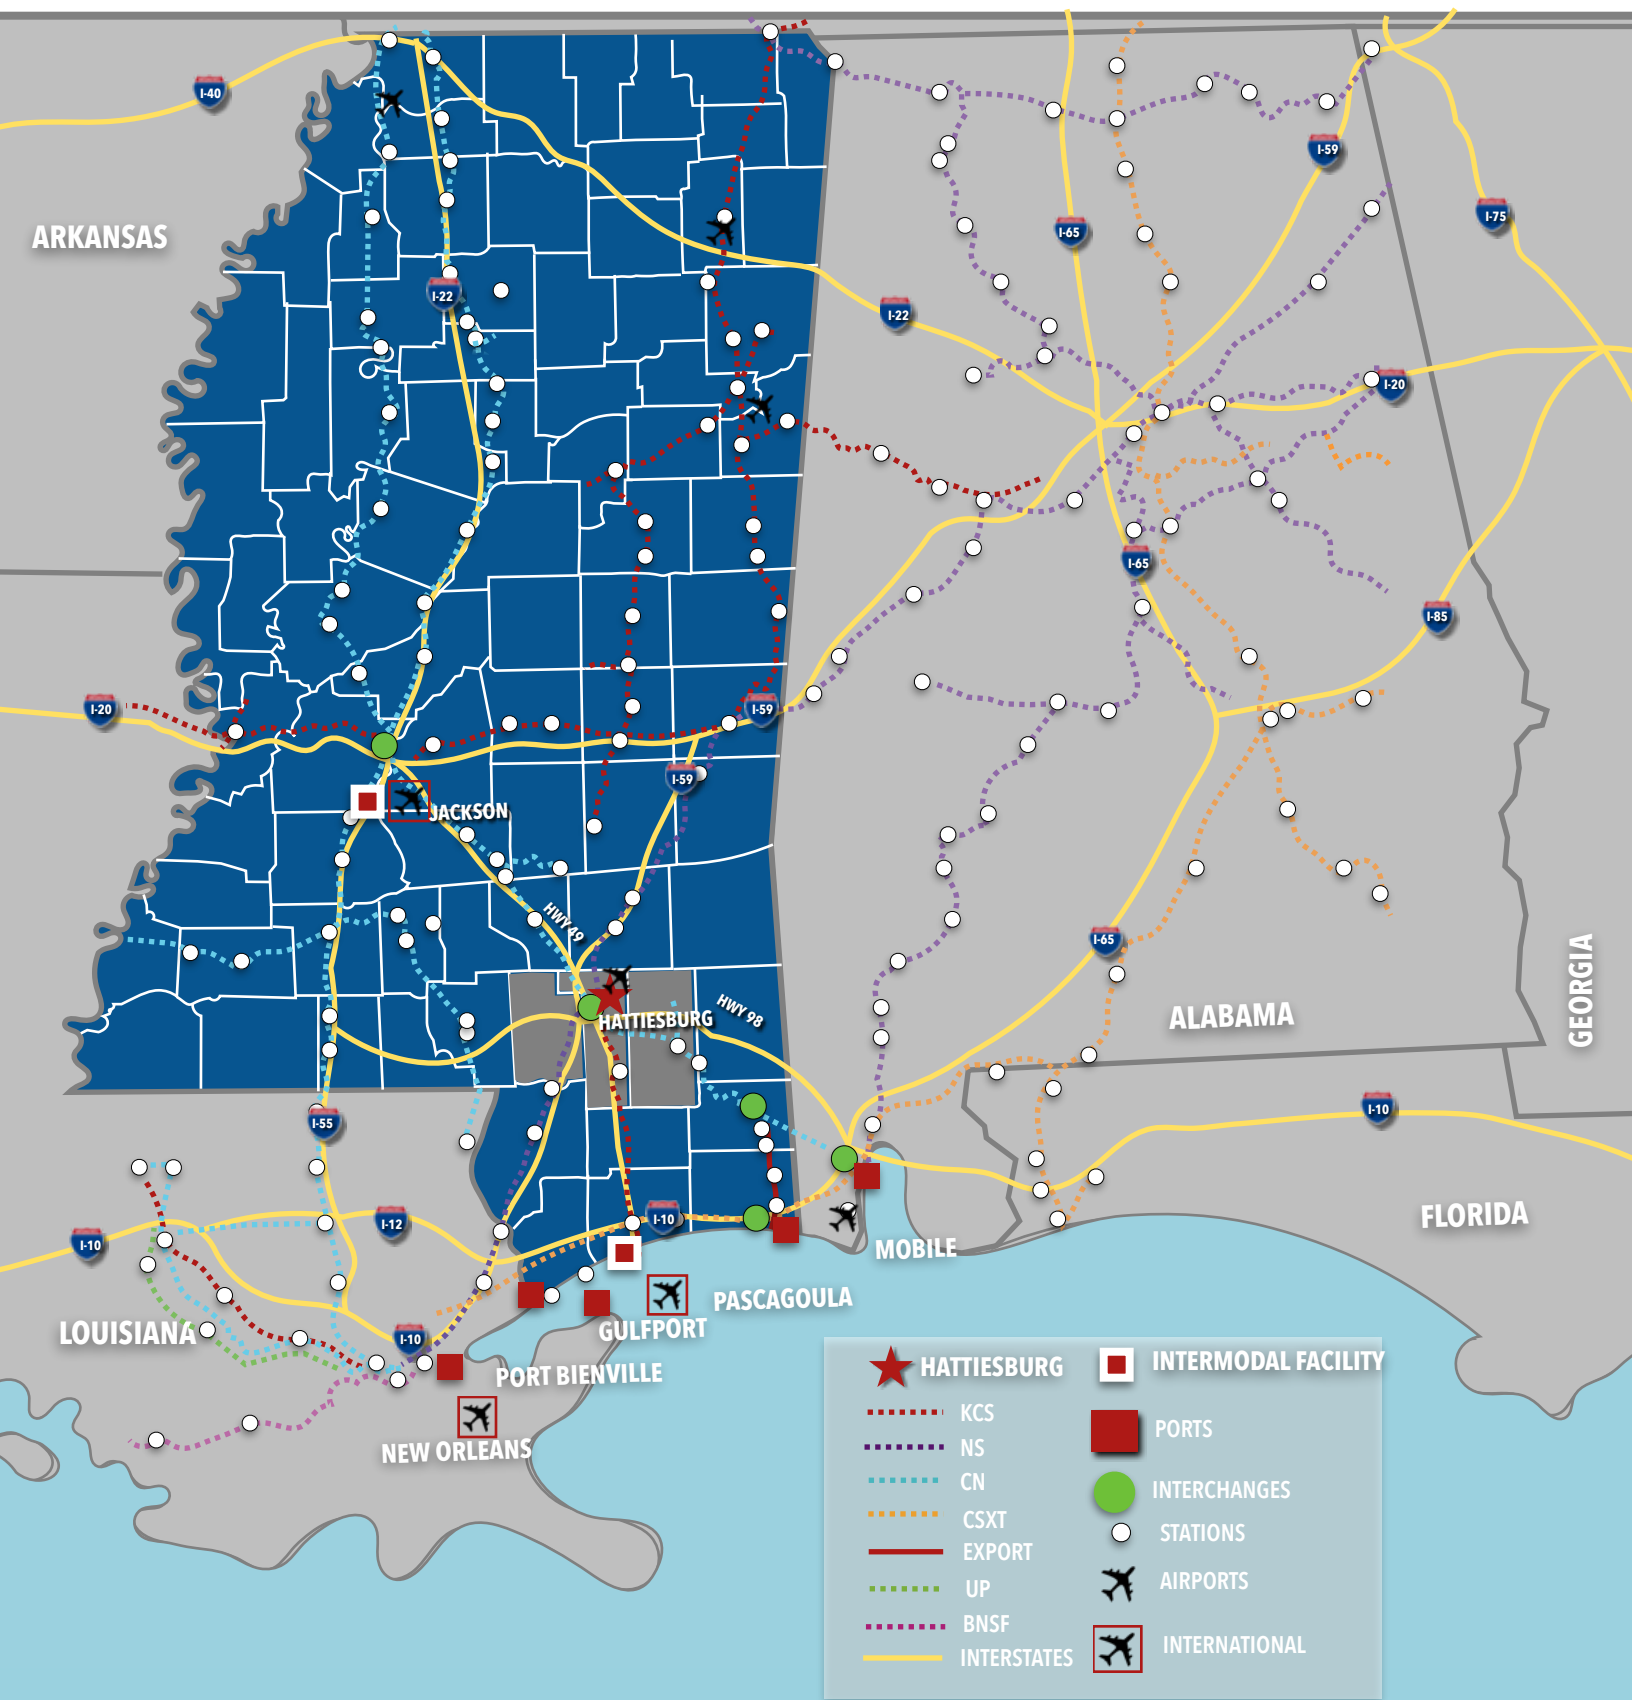 I-40
I-59
ARKANSAS
I-65
I-75
I-22
I-22
I-20
I-65
I-85
I-20
I-59
I-59
JACKSON
HWY 49
I-65
GEORGIA
HWY 98
ALABAMA
HATTIESBURG
I-10
I-55
I-10
I-12
I-10
FLORIDA
MOBILE
PASCAGOULA
LOUISIANA
GULFPORT
I-10
PORT BIENVILLE
NEW ORLEANS
HATTIESBURG
KCS
NS
CN
CSXT
EXPORT
UP
BNSF
INTERSTATES
INTERMODAL FACILITY
PORTS
INTERCHANGES
STATIONS
AIRPORTS
INTERNATIONAL